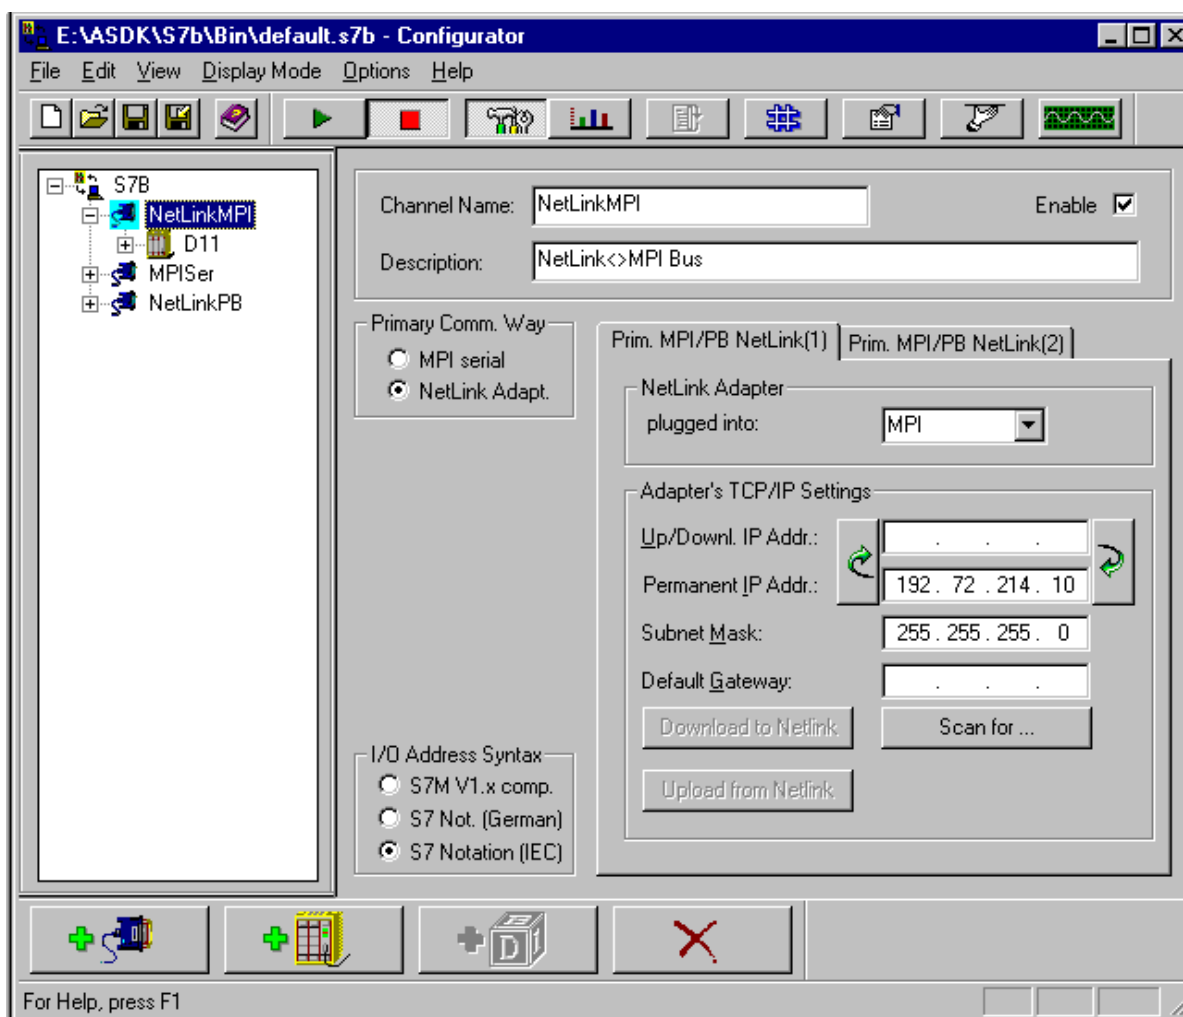 E:\ASDK\S7b\Bin\default.s7b - Configurator
File Edit View Display Mode Options Help
S7B
NetLinkMPI
D11
MPISer
NetLinkPB
Channel Name: NetLinkMPI Enable
Description: NetLink<>MPI Bus
Primary Comm. Way
MPI serial
NetLink Adapt.
Prim. MPI/PB NetLink(1) Prim. MPI/PB NetLink(2)
NetLink Adapter
plugged into: MPI
Adapter's TCP/IP Settings
Up/Downl. IP Addr.: . . .
Permanent IP Addr.: 192 . 72 . 214 . 10
Subnet Mask: 255 . 255 . 255 . 0
Default Gateway: . . .
Download to Netlink Scan for ...
Upload from Netlink
I/O Address Syntax
S7M V1.x comp.
S7 Not. (German)
S7 Notation (IEC)
For Help, press F1